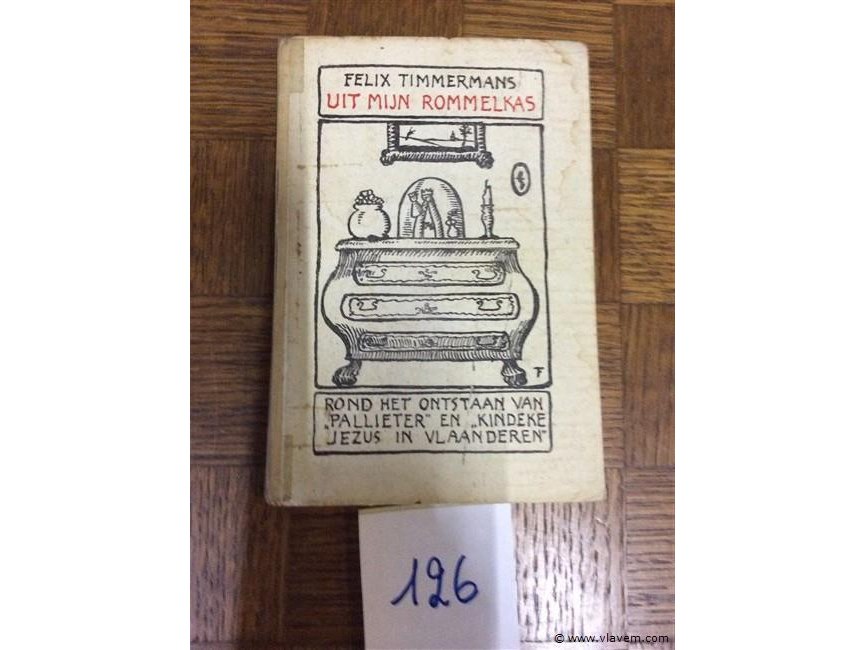 FELIX TIMMERMANS
UIT MIJN ROMMELKAS
TF
ROND HET ONTSTAAN VAN
„PALLIETER" EN „KINDEKE
JEZUS IN VLAANDEREN"
126
© www.vlavem.com